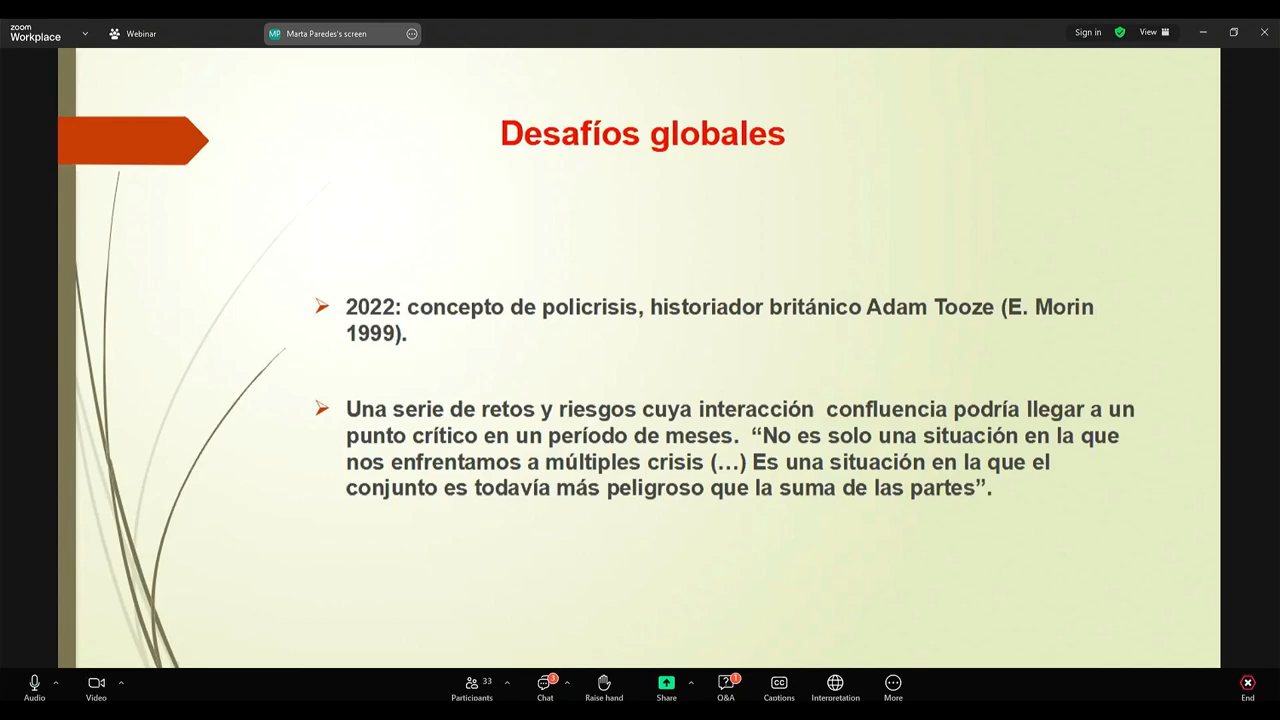 zoom
Workplace
Webinar
MP Marta Paredes's screen
Sign in
View
Desafíos globales
2022: concepto de policrisis, historiador británico Adam Tooze (E. Morin
1999).
Una serie de retos y riesgos cuya interacción  confluencia podría llegar a un
punto crítico en un período de meses.  “No es solo una situación en la que
nos enfrentamos a múltiples crisis (…) Es una situación en la que el
conjunto es todavía más peligroso que la suma de las partes”.
Audio
Video
Participants
33
Chat
3
Raise hand
Share
Q&A
1
Captions
Interpretation
More
End